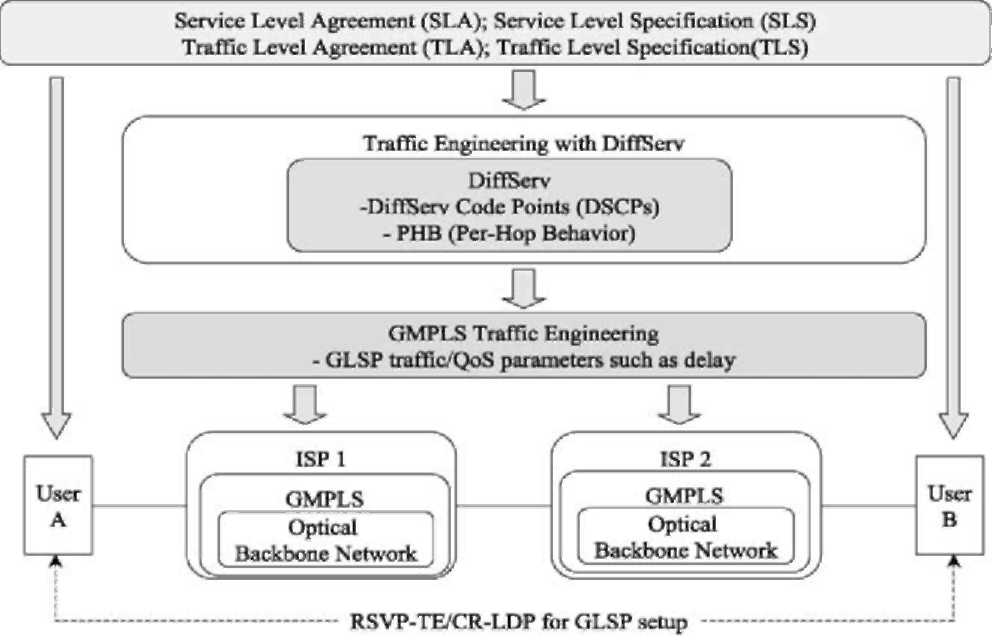 Service Level Agreement (SLA); Service Level Specification (SLS)
Traffic Level Agreement (TLA); Traffic Level Specification(TLS)
Traffic Engineering with DiffServ
DiffServ
-DiffServ Code Points (DSCPs)
- PHB (Per-Hop Behavior)
GMPLS Traffic Engineering
- GLSP traffic/QoS parameters such as delay
User
A
ISP 1
GMPLS
Optical
Backbone Network
ISP 2
GMPLS
Optical
Backbone Network
User
B
RSVP-TE/CR-LDP for GLSP setup